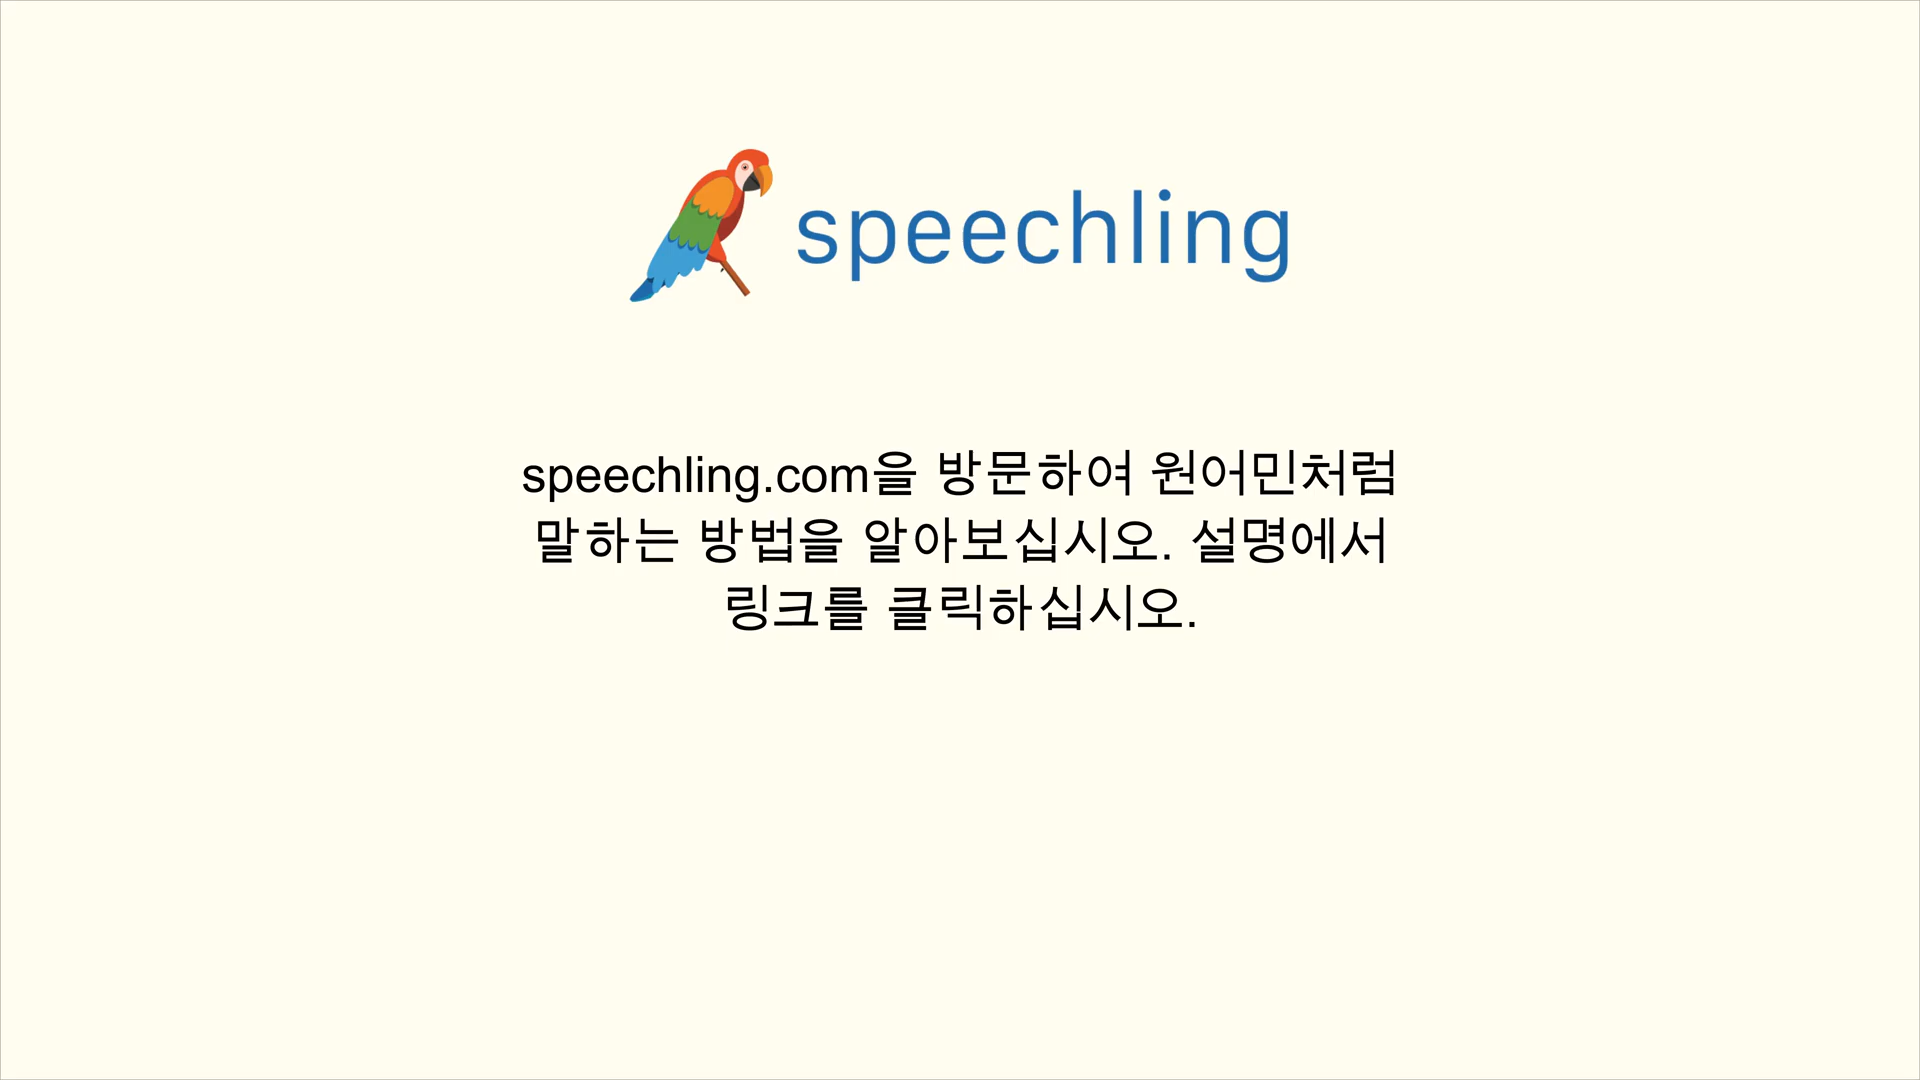 speechling
speechling.com을 방문하여 원어민처럼
말하는 방법을 알아보십시오. 설명에서
링크를 클릭하십시오.